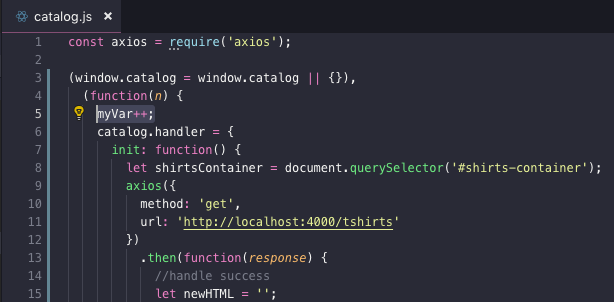 catalog.js ×
1 const axios = require('axios');
2
3 (window.catalog = window.catalog || {}),
4 (function(n) {
5 myVar++;
6 catalog.handler = {
7 init: function() {
8 let shirtsContainer = document.querySelector('#shirts-container');
9 axios({
10 method: 'get',
11 url: 'http://localhost:4000/tshirts'
12 })
13 .then(function(response) {
14 //handle success
15 let newHTML = '';